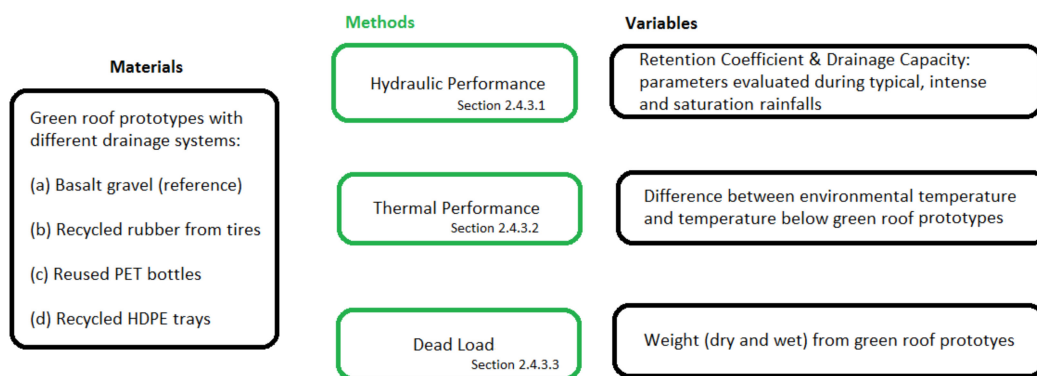 Materials
Green roof prototypes with
different drainage systems:
(a) Basalt gravel (reference)
(b) Recycled rubber from tires
(c) Reused PET bottles
(d) Recycled HDPE trays
Methods
Hydraulic Performance
Section 2.4.3.1
Thermal Performance
Section 2.4.3.2
Dead Load
Section 2.4.3.3
Variables
Retention Coefficient & Drainage Capacity:
parameters evaluated during typical, intense
and saturation rainfalls
Difference between environmental temperature
and temperature below green roof prototypes
Weight (dry and wet) from green roof prototyes